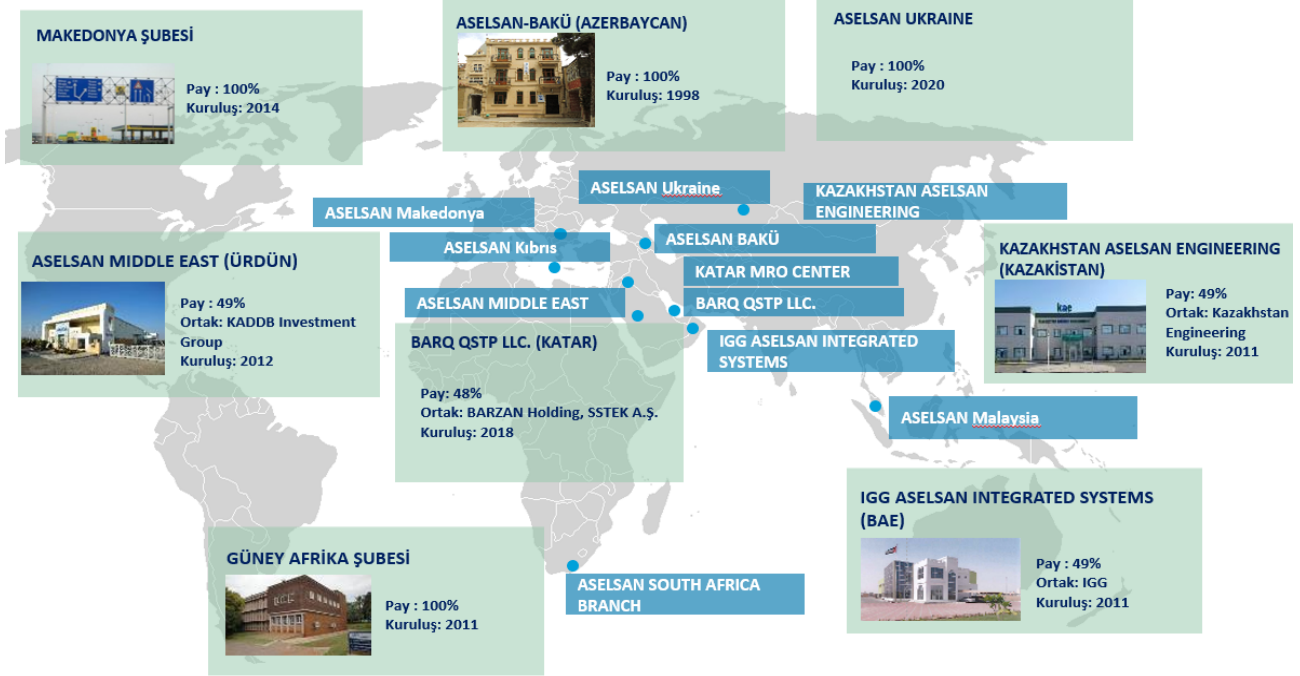 MAKEDONYA ŞUBESİ
Pay : 100%
Kuruluş: 2014
ASELSAN-BAKÜ (AZERBAYCAN)
Pay : 100%
Kuruluş: 1998
ASELSAN UKRAINE
Pay : 100%
Kuruluş: 2020
ASELSAN Ukraine
KAZAKHSTAN ASELSAN
ENGINEERING
ASELSAN Makedonya
ASELSAN Kıbrıs
ASELSAN BAKÜ
KATAR MRO CENTER
ASELSAN MIDDLE EAST
BARQ QSTP LLC.
IGG ASELSAN INTEGRATED
SYSTEMS
ASELSAN Malaysia
ASELSAN MIDDLE EAST (ÜRDÜN)
Pay : 49%
Ortak: KADDB Investment
Group
Kuruluş: 2012
BARQ QSTP LLC. (KATAR)
Pay: 48%
Ortak: BARZAN Holding, SSTEK A.Ş.
Kuruluş: 2018
KAZAKHSTAN ASELSAN ENGINEERING
(KAZAKİSTAN)
kae
Pay: 49%
Ortak: Kazakhstan
Engineering
Kuruluş: 2011
GÜNEY AFRİKA ŞUBESİ
Pay : 100%
Kuruluş: 2011
ASELSAN SOUTH AFRICA
BRANCH
IGG ASELSAN INTEGRATED SYSTEMS
(BAE)
Pay : 49%
Ortak: IGG
Kuruluş: 2011